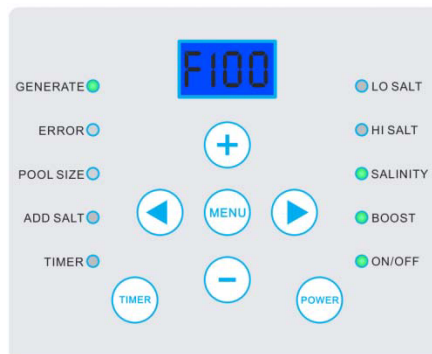 F100
GENERATE
LO SALT
ERROR
HI SALT
POOL SIZE
SALINITY
MENU
ADD SALT
BOOST
TIMER
ON/OFF
TIMER
POWER